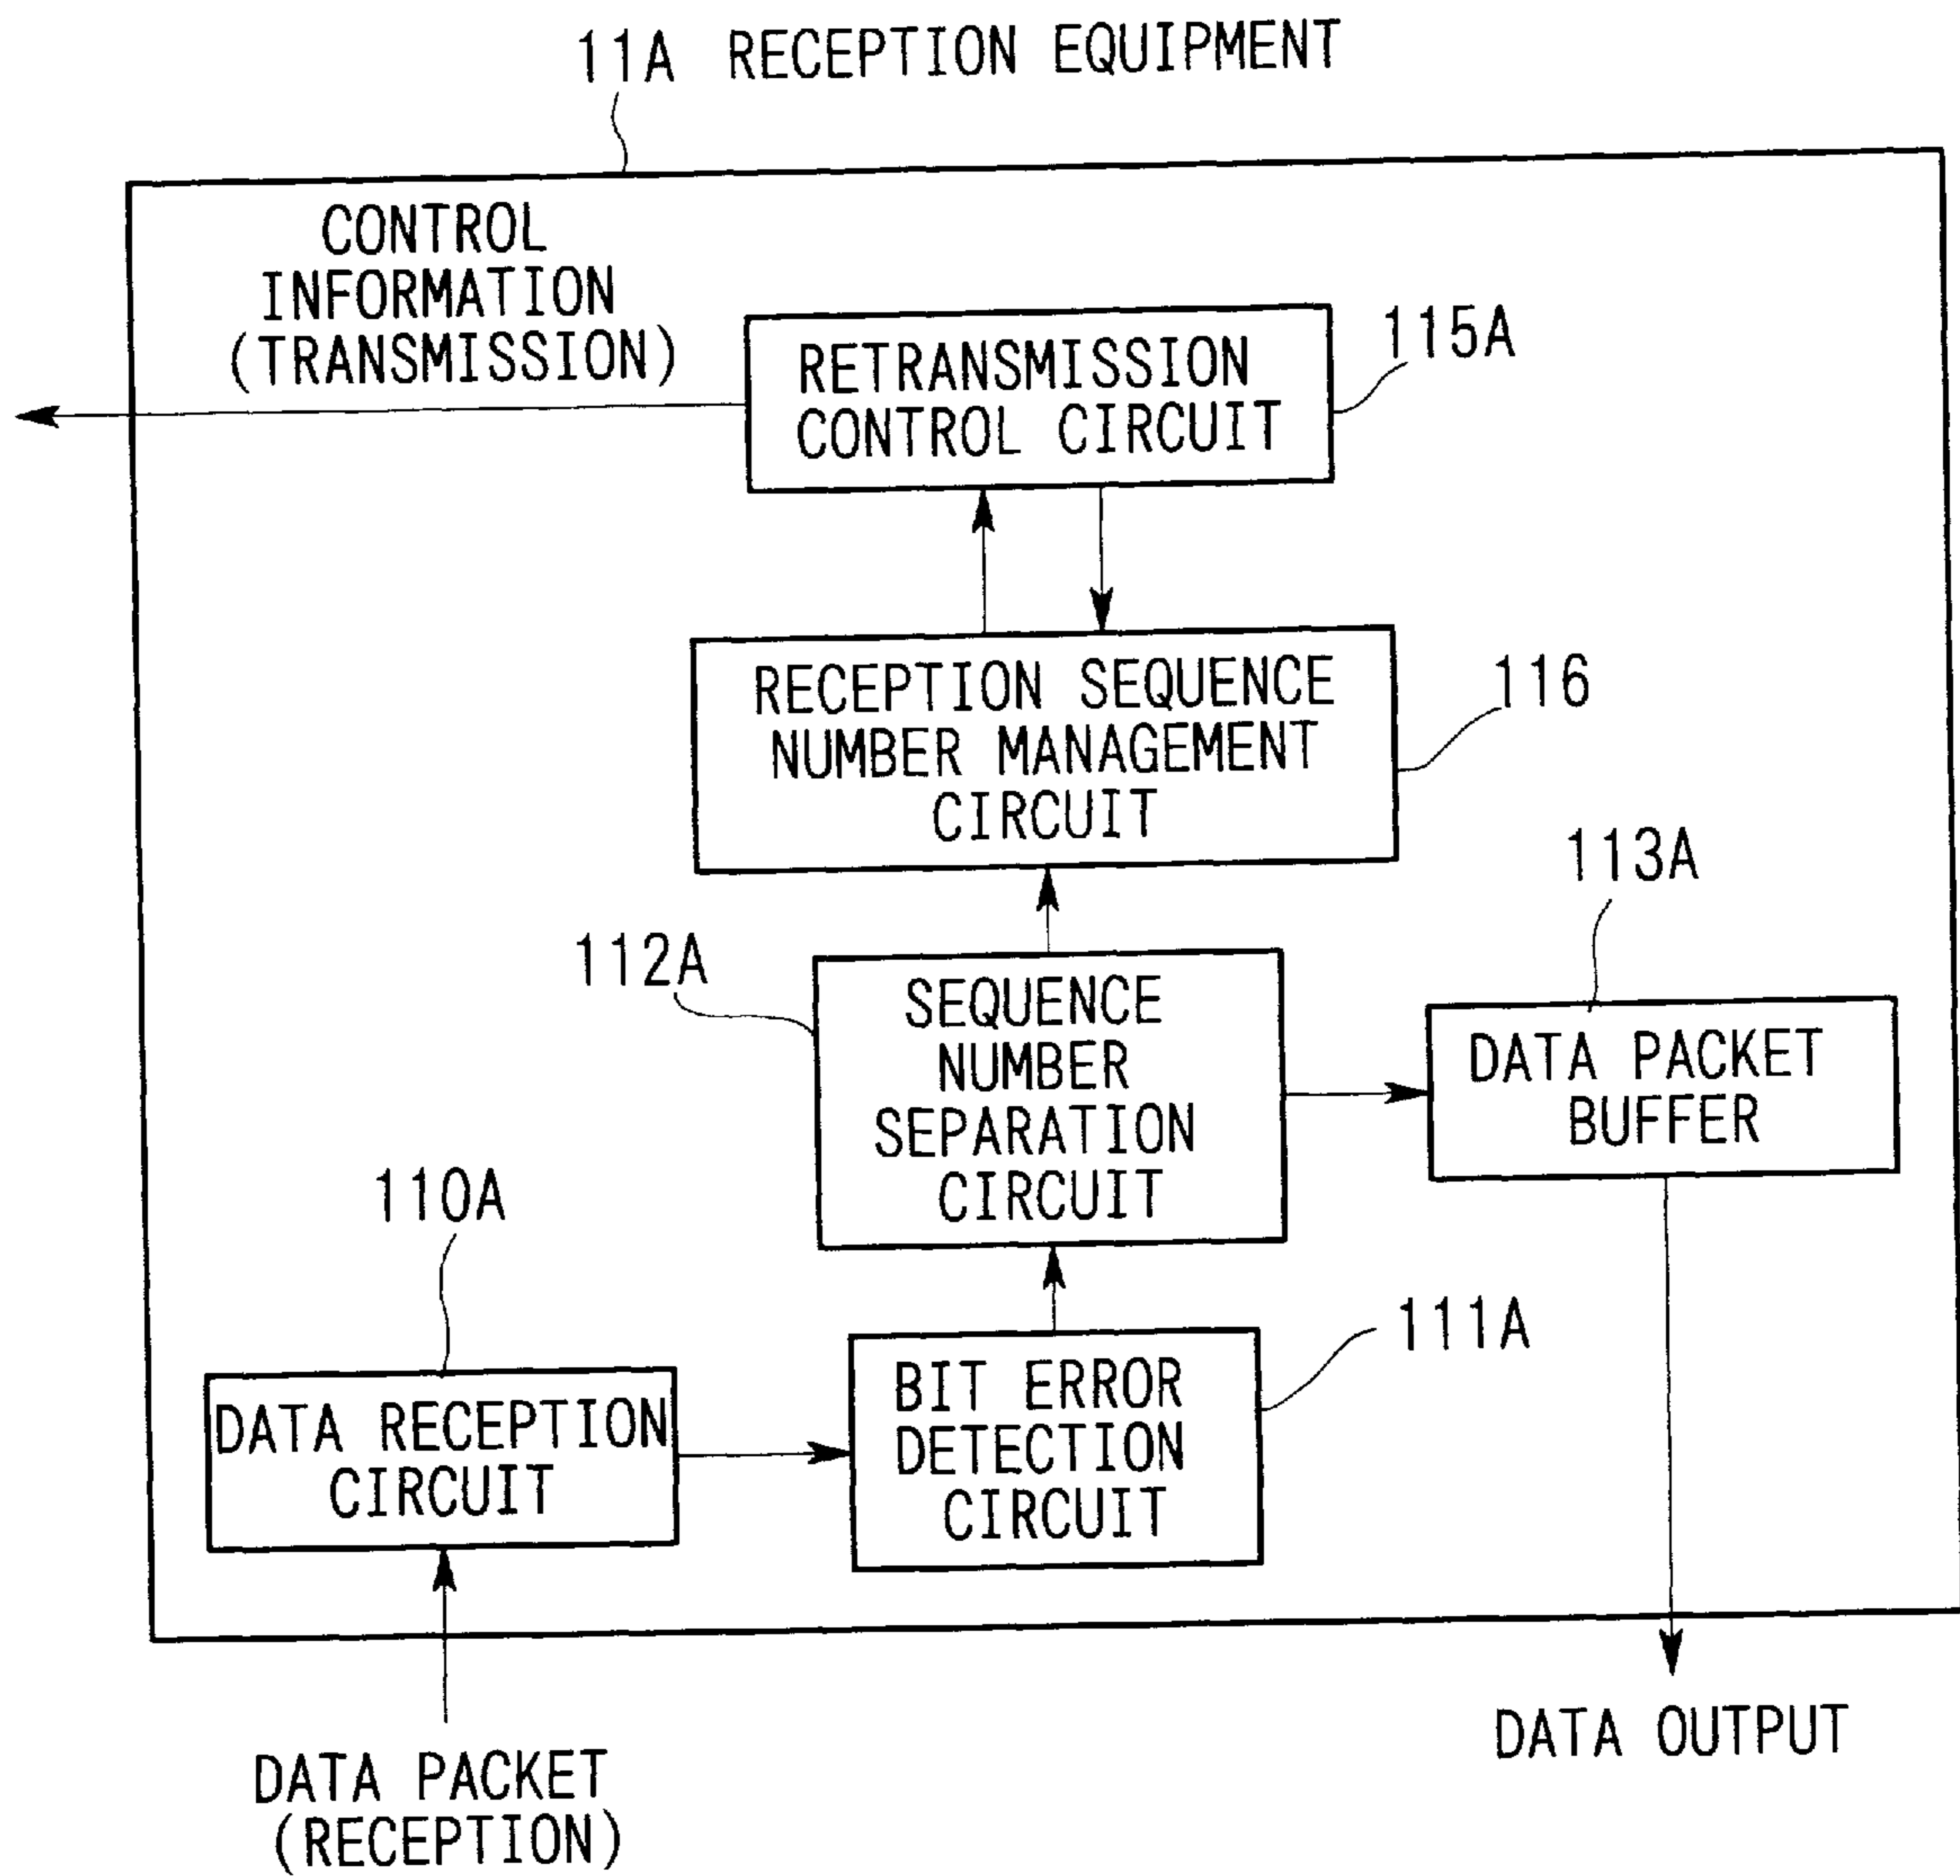 11A RECEPTION EQUIPMENT
CONTROL
INFORMATION
(TRANSMISSION)
RETRANSMISSION
CONTROL CIRCUIT
115A
RECEPTION SEQUENCE
NUMBER MANAGEMENT
CIRCUIT
116
113A
112A
SEQUENCE
NUMBER
SEPARATION
CIRCUIT
DATA PACKET
BUFFER
110A
111A
DATA RECEPTION
CIRCUIT
BIT ERROR
DETECTION
CIRCUIT
DATA OUTPUT
DATA PACKET
(RECEPTION)